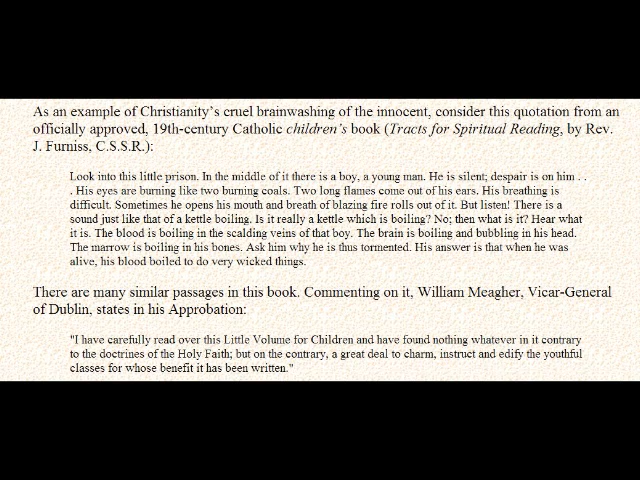 As an example of Christianity's cruel brainwashing of the innocent, consider this quotation from an
officially approved, 19th-century Catholic children's book (Tracts for Spiritual Reading, by Rev.
J. Furniss, C.S.S.R.):
Look into this little prison. In the middle of it there is a boy, a young man. He is silent; despair is on him . .
. His eyes are burning like two burning coals. Two long flames come out of his ears. His breathing is
difficult. Sometimes he opens his mouth and breath of blazing fire rolls out of it. But listen! There is a
sound just like that of a kettle boiling. Is it really a kettle which is boiling? No; then what is it? Hear what
it is. The blood is boiling in the scalding veins of that boy. The brain is boiling and bubbling in his head.
The marrow is boiling in his bones. Ask him why he is thus tormented. His answer is that when he was
alive, his blood boiled to do very wicked things.
There are many similar passages in this book. Commenting on it, William Meagher, Vicar-General
of Dublin, states in his Approbation:
"I have carefully read over this Little Volume for Children and have found nothing whatever in it contrary
to the doctrines of the Holy Faith; but on the contrary, a great deal to charm, instruct and edify the youthful
classes for whose benefit it has been written."